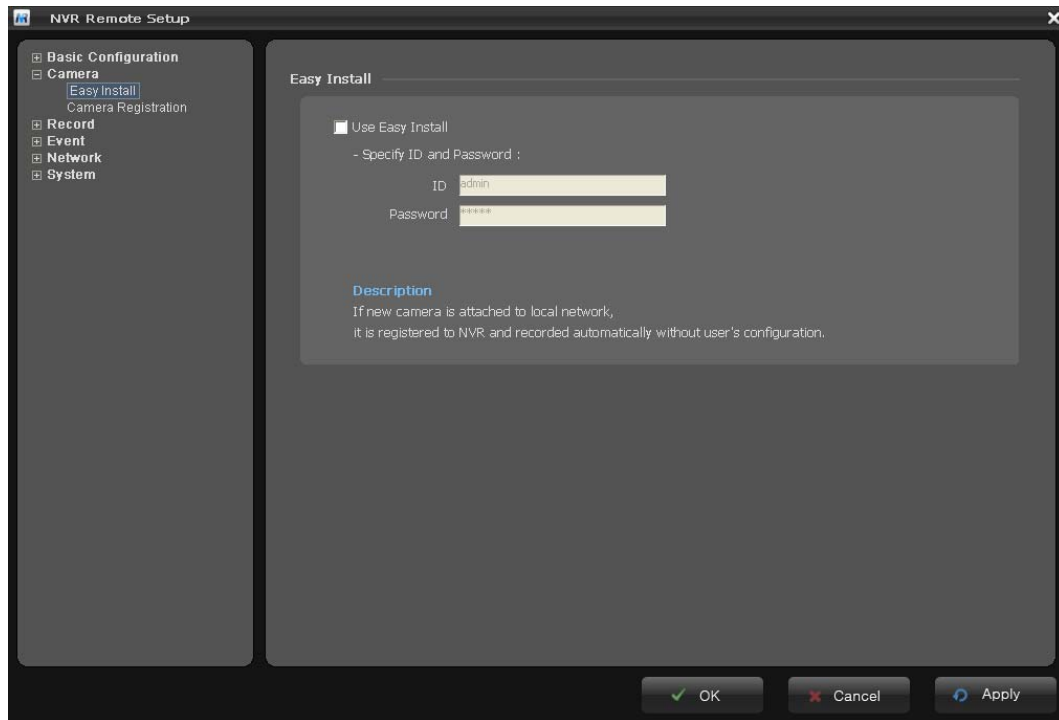 NVR Remote Setup
Basic Configuration
Camera
Easy Install
Camera Registration
Record
Event
Network
System
Easy Install
Use Easy Install
- Specify ID and Password :
ID admin
Password *****
Description
If new camera is attached to local network,
it is registered to NVR and recorded automatically without user's configuration.
OK
Cancel
Apply